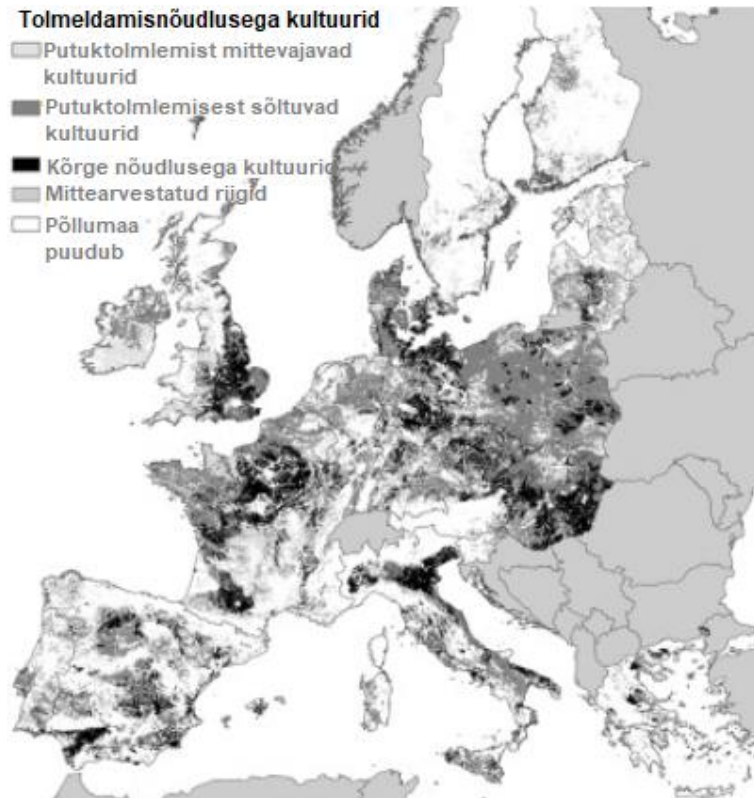 Tolmeldamisnõudlusega kultuurid
Putuktolmlemist mittevajavad
kultuurid
Putuktolmlemisest sõltuvad
kultuurid
Kõrge nõudlusega kultuurid
Mittearvestatud riigid
Põllumaa
puudub